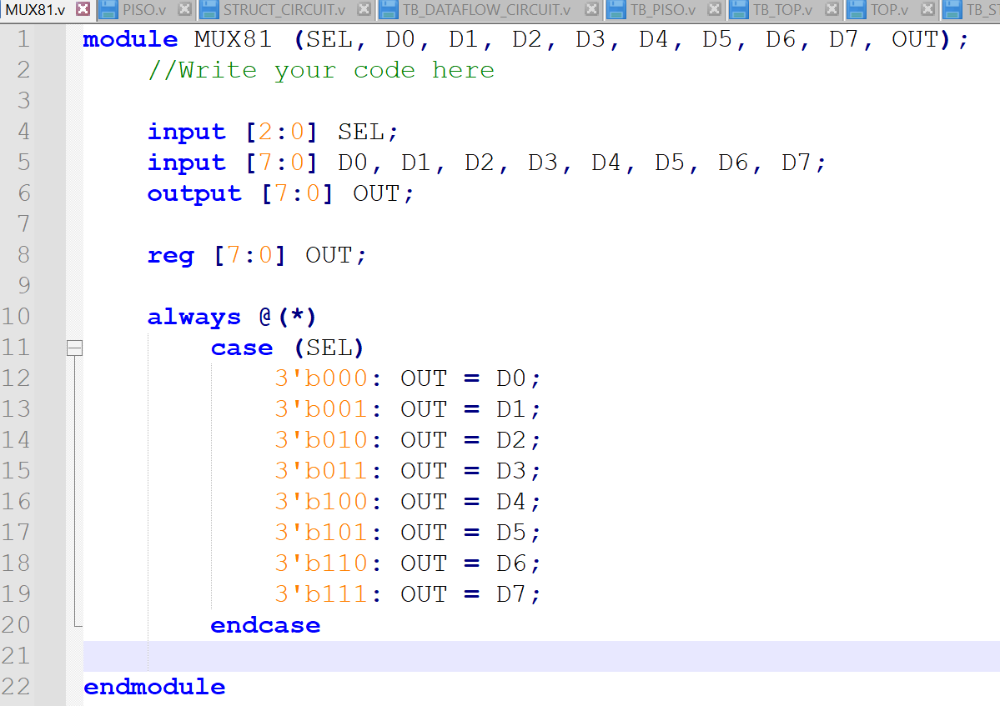 MUX81.v PISO.v STRUCT_CIRCUIT.v TB_DATAFLOW_CIRCUIT.v TB_PISO.v TB_TOP.v TOP.v
1 module MUX81 (SEL, D0, D1, D2, D3, D4, D5, D6, D7, OUT);
2 //Write your code here
3
4 input [2:0] SEL;
5 input [7:0] D0, D1, D2, D3, D4, D5, D6, D7;
6 output [7:0] OUT;
7
8 reg [7:0] OUT;
9
10 always @(*)
11 case (SEL)
12 3'b000: OUT = D0;
13 3'b001: OUT = D1;
14 3'b010: OUT = D2;
15 3'b011: OUT = D3;
16 3'b100: OUT = D4;
17 3'b101: OUT = D5;
18 3'b110: OUT = D6;
19 3'b111: OUT = D7;
20 endcase
21
22 endmodule